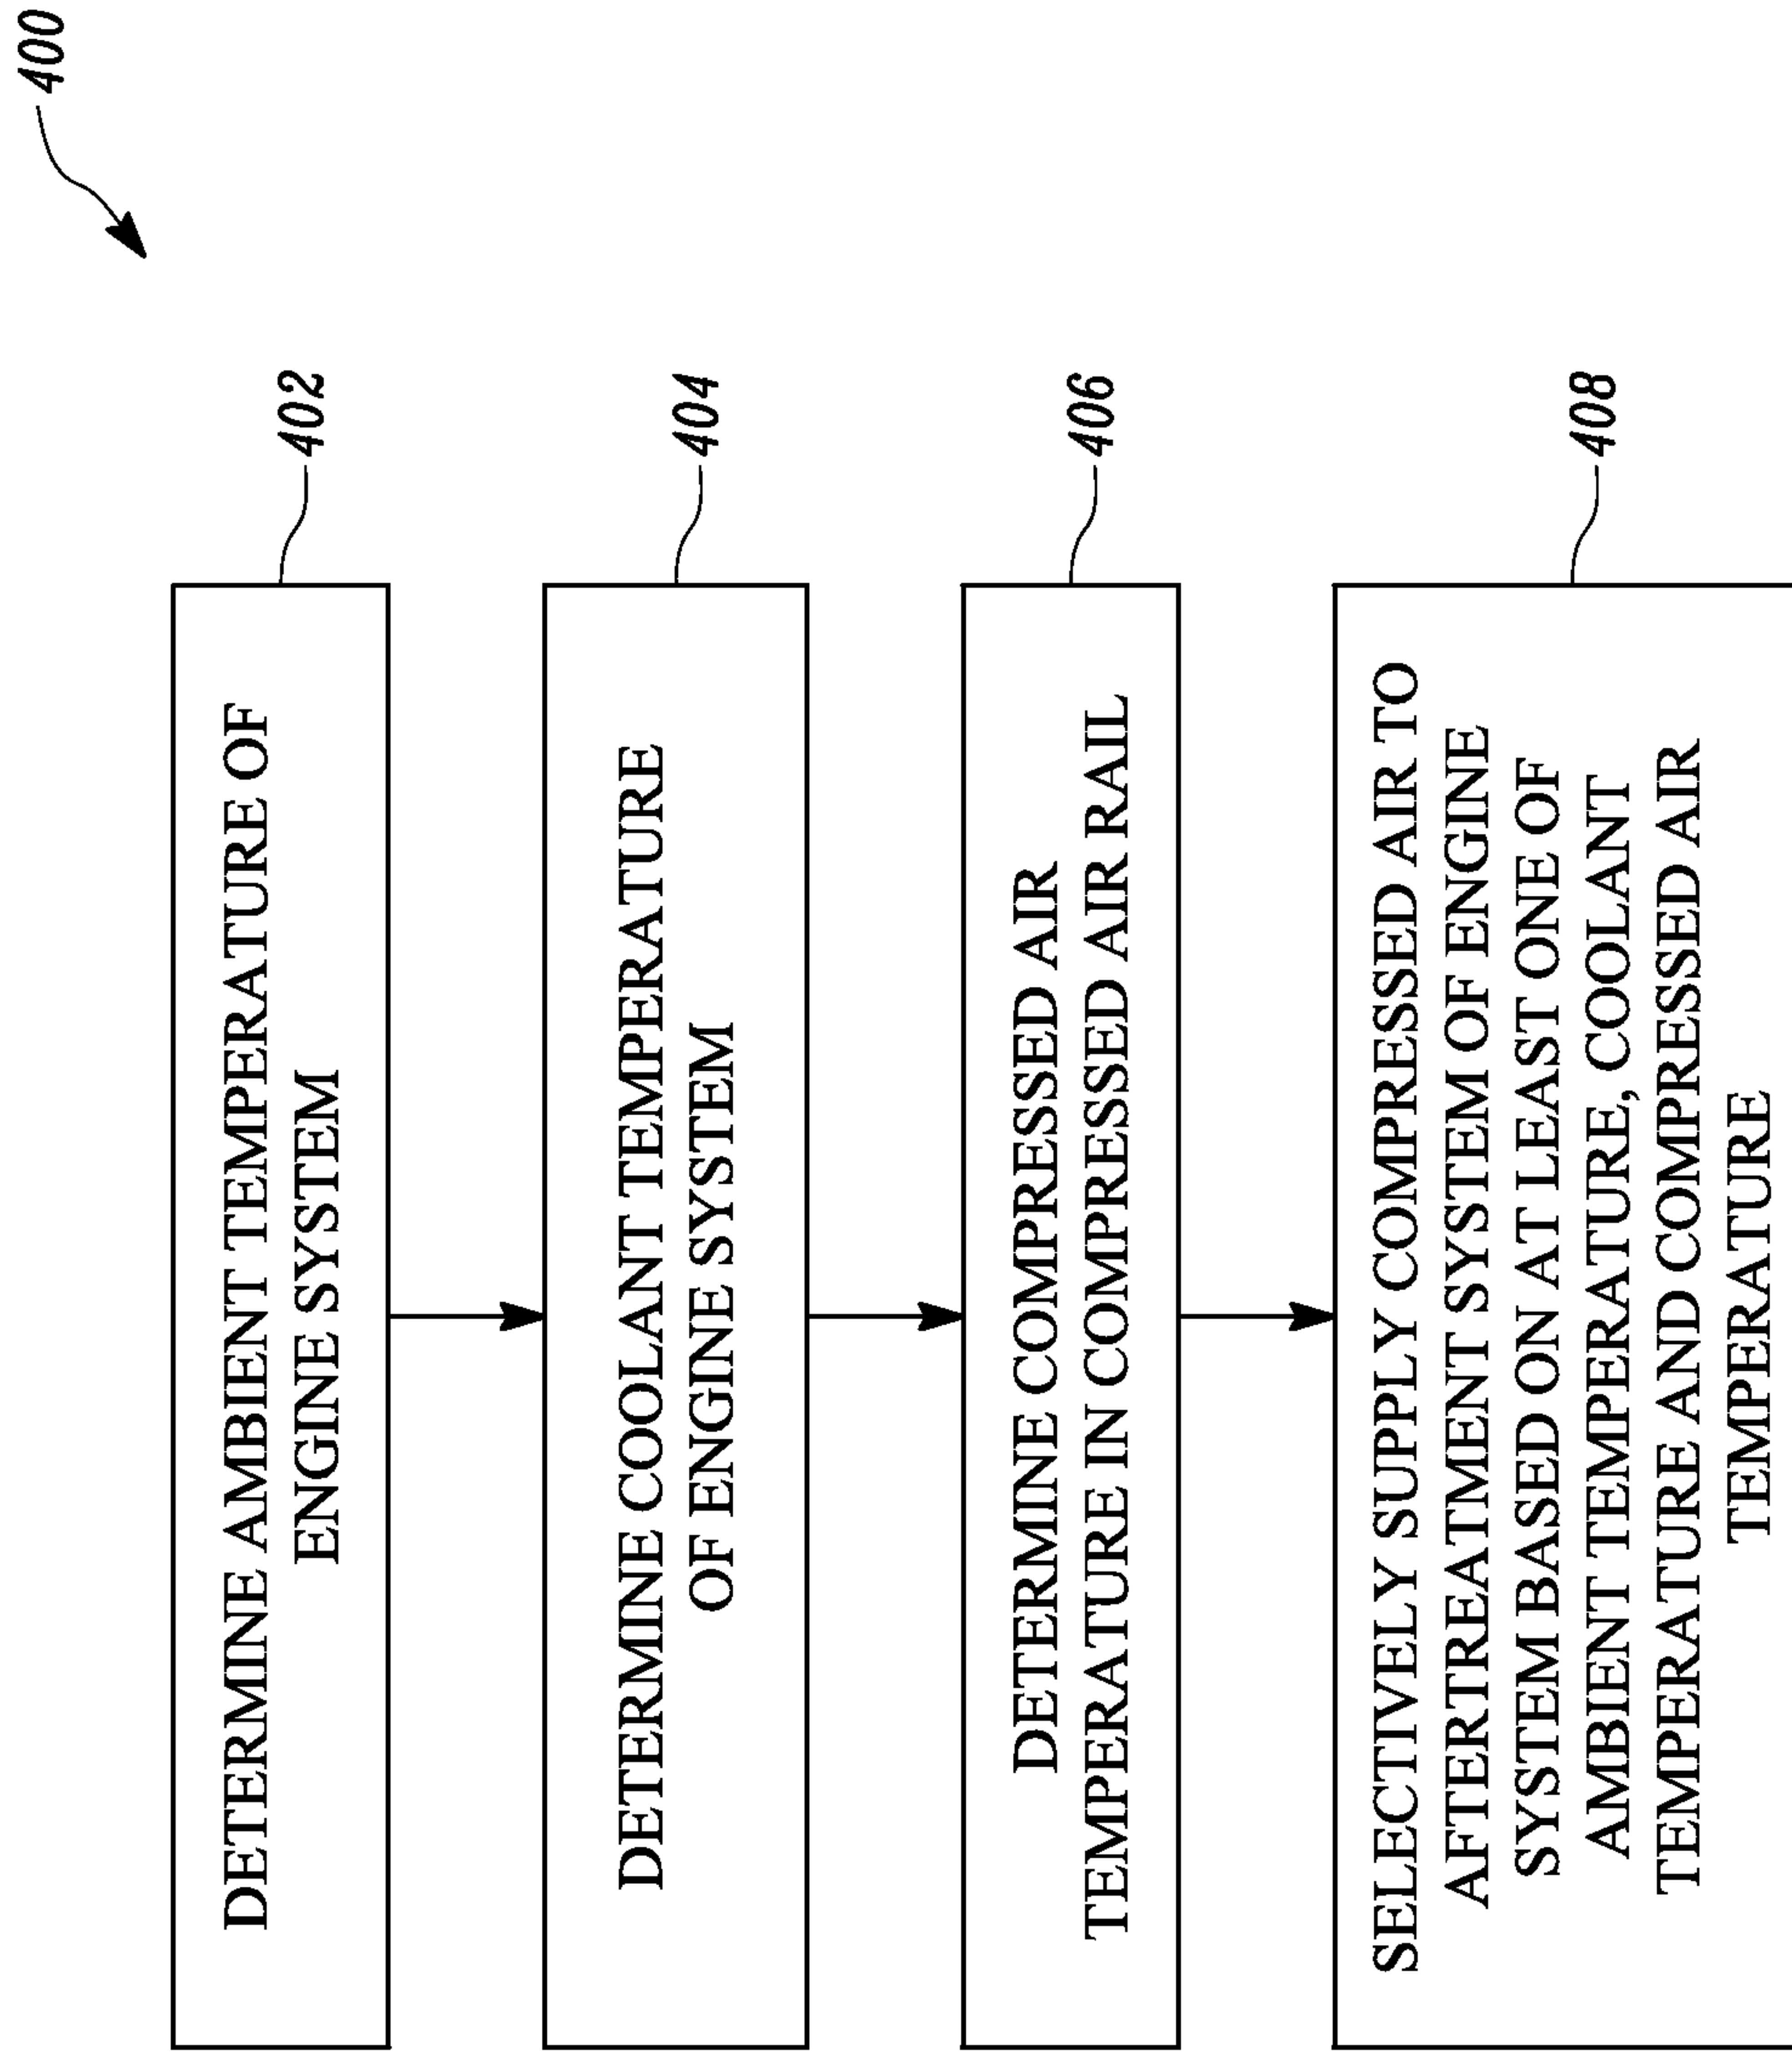 400
DETERMINE AMBIENT TEMPERATURE OF
ENGINE SYSTEM
402
DETERMINE COOLANT TEMPERATURE
OF ENGINE SYSTEM
404
DETERMINE COMPRESSED AIR
TEMPERATURE IN COMPRESSED AIR RAIL
406
SELECTIVELY SUPPLY COMPRESSED AIR TO
AFTERTREATMENT SYSTEM OF ENGINE
SYSTEM BASED ON AT LEAST ONE OF
AMBIENT TEMPERATURE, COOLANT
TEMPERATURE AND COMPRESSED AIR
TEMPERATURE
408